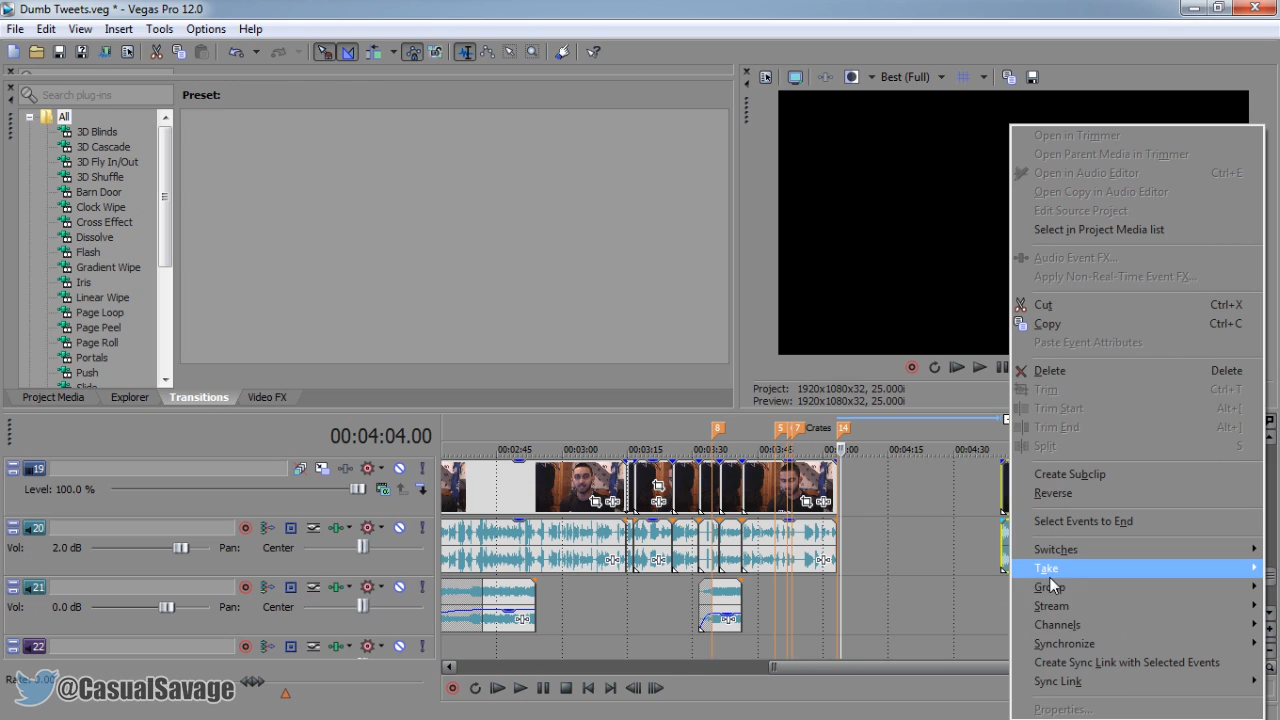 Dumb Tweets.veg * - Vegas Pro 12.0
File Edit View Insert Tools Options Help
Search plug-ins
Preset:
Best (Full)
All
3D Blinds
3D Cascade
3D Fly In/Out
3D Shuffle
Barn Door
Clock Wipe
Cross Effect
Dissolve
Flash
Gradient Wipe
Iris
Linear Wipe
Page Loop
Page Peel
Page Roll
Portals
Push
Slide
Project Media Explorer Transitions Video FX
Project: 1920x1080x32, 25.000i
Preview: 1920x1080x32, 25.000i
Open in Trimmer
Open Parent Media in Trimmer
Open in Audio Editor Ctrl+E
Open Copy in Audio Editor
Edit Source Project
Select in Project Media list
Audio Event FX...
Apply Non-Real-Time Event FX...
Cut Ctrl+X
Copy Ctrl+C
Paste Event Attributes
Delete Delete
Trim Ctrl+T
Trim Start Alt+[
Trim End Alt+]
Split S
Create Subclip
Reverse
Select Events to End
Switches
Take
Group
Stream
Channels
Synchronize
Create Sync Link with Selected Events
Sync Link
Properties...
00:04:04.00
8 5 7 Crates 14
00:02:45 00:03:00 00:03:15 00:03:30 00:03:45 00:04:00 00:04:15 00:04:30
19
Level: 100.0 %
20
Vol: 2.0 dB Pan: Center
21
Vol: 0.0 dB Pan: Center
22
@CasualSavage